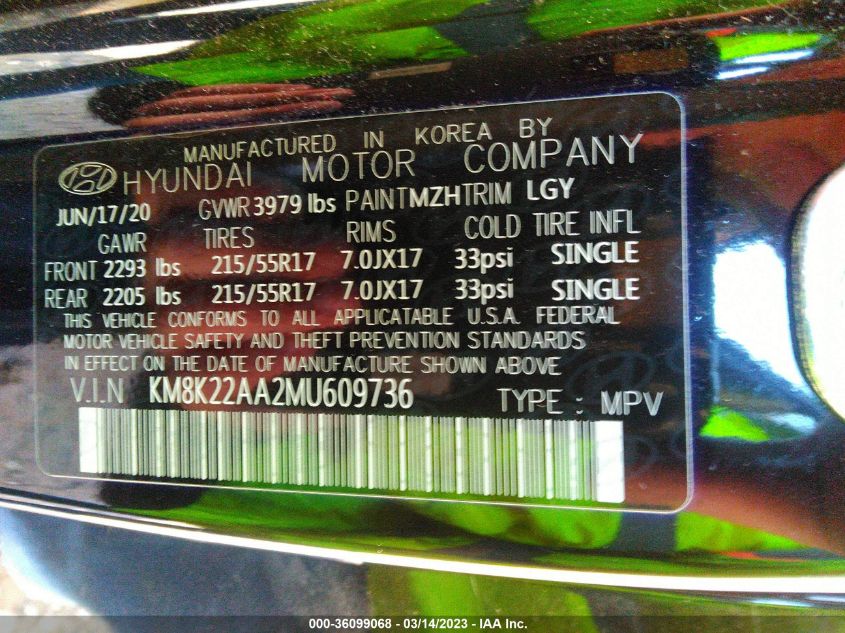 MANUFACTURED IN KOREA BY
HYUNDAI MOTOR COMPANY
JUN/17/20 GVWR 3979 lbs PAINT MZH TRIM LGY
GAWR TIRES RIMS COLD TIRE INFL
FRONT 2293 lbs 215/55R17 7.0JX17 33psi SINGLE
REAR 2205 lbs 215/55R17 7.0JX17 33psi SINGLE
THIS VEHICLE CONFORMS TO ALL APPLICATABLE U.S.A. FEDERAL
MOTOR VEHICLE SAFETY AND THEFT PREVENTION STANDARDS
IN EFFECT ON THE DATE OF MANUFACTURE SHOWN ABOVE
V.I.N KM8K22AA2MU609736 TYPE : MPV
000-36099068 - 03/14/2023 - IAA Inc.